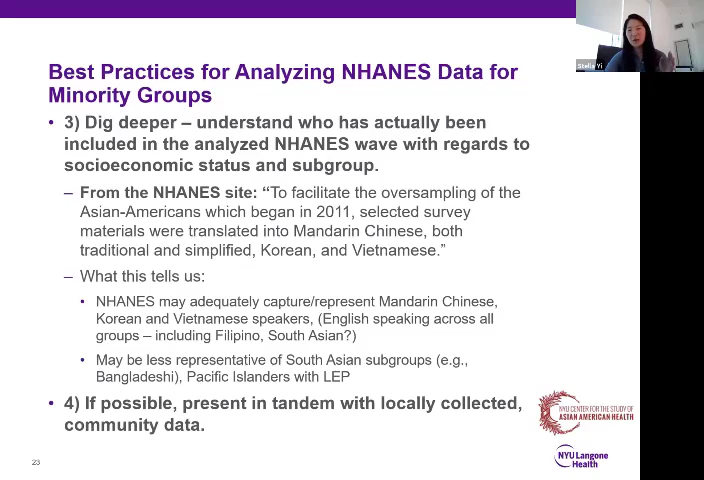 Stella Yi
Best Practices for Analyzing NHANES Data for
Minority Groups
• 3) Dig deeper – understand who has actually been
included in the analyzed NHANES wave with regards to
socioeconomic status and subgroup.
– From the NHANES site: “To facilitate the oversampling of the
Asian-Americans which began in 2011, selected survey
materials were translated into Mandarin Chinese, both
traditional and simplified, Korean, and Vietnamese.”
– What this tells us:
• NHANES may adequately capture/represent Mandarin Chinese,
Korean and Vietnamese speakers, (English speaking across all
groups – including Filipino, South Asian?)
• May be less representative of South Asian subgroups (e.g.,
Bangladeshi), Pacific Islanders with LEP
• 4) If possible, present in tandem with locally collected,
community data.
NYU CENTER FOR THE STUDY OF
ASIAN AMERICAN HEALTH
NYU Langone
Health
23